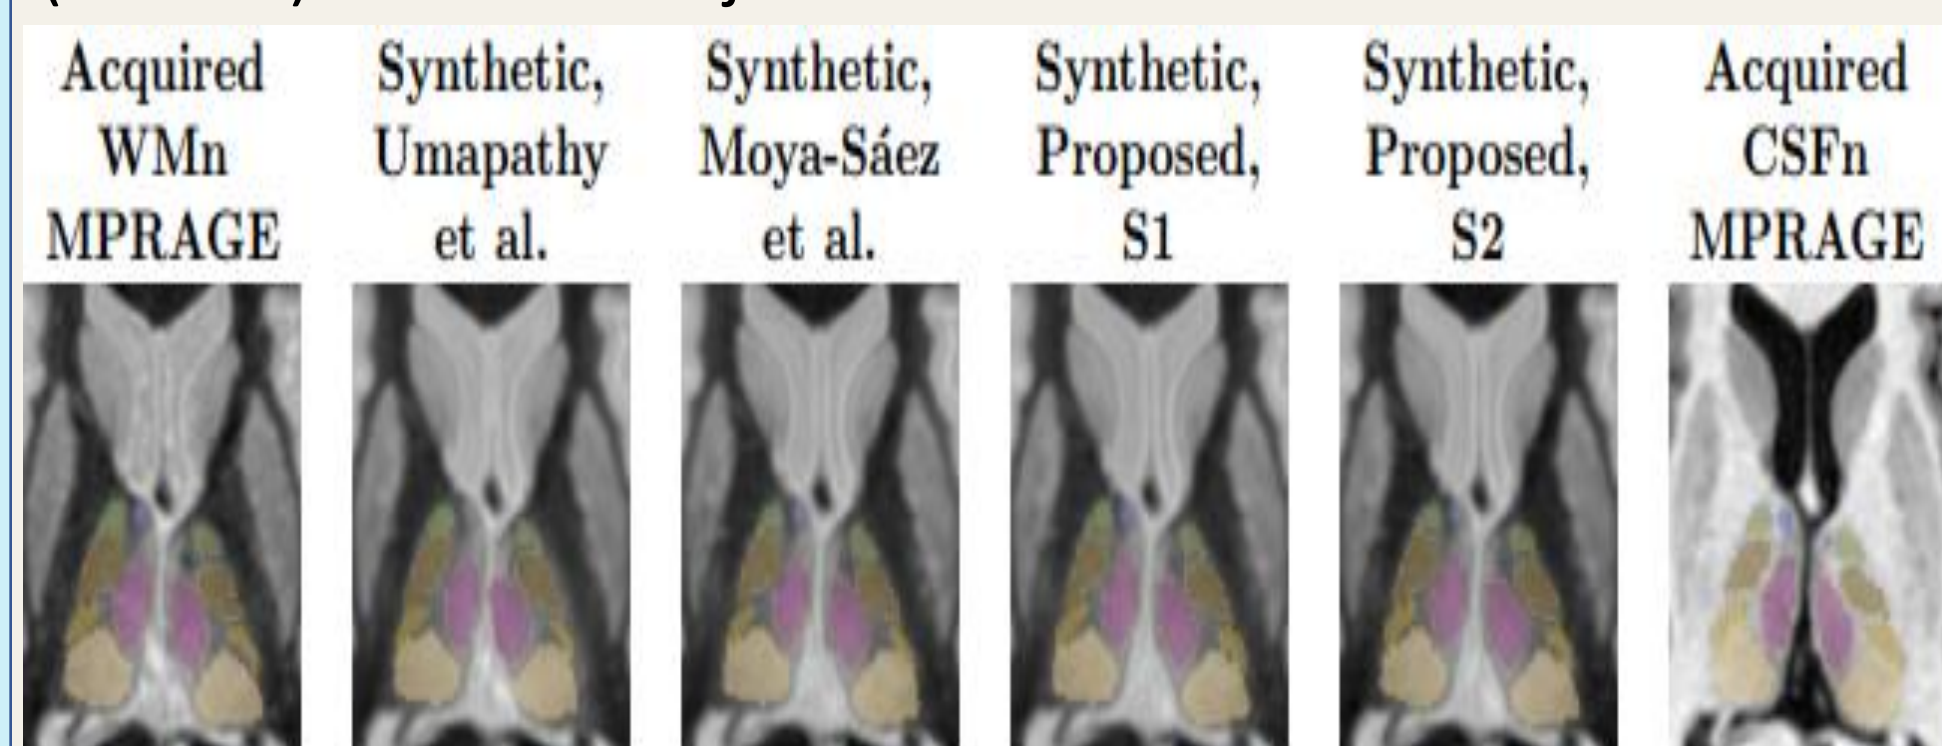 Acquired
WMn
MPRAGE
Synthetic,
Umapathy
et al.
Synthetic,
Moya-Sáez
et al.
Synthetic,
Proposed,
S1
Synthetic,
Proposed,
S2
Acquired
CSFn
MPRAGE